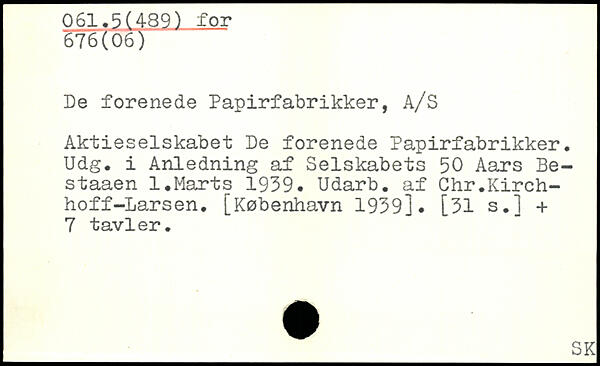 061.5(489) for
676(06)
De forenede Papirfabrikker, A/S
Aktieselskabet De forenede Papirfabrikker.
Udg. i Anledning af Selskabets 50 Aars Be-
staaen 1.Marts 1939. Udarb. af Chr.Kirch-
hoff-Larsen. [København 1939]. [31 s.] +
7 tavler.
SK